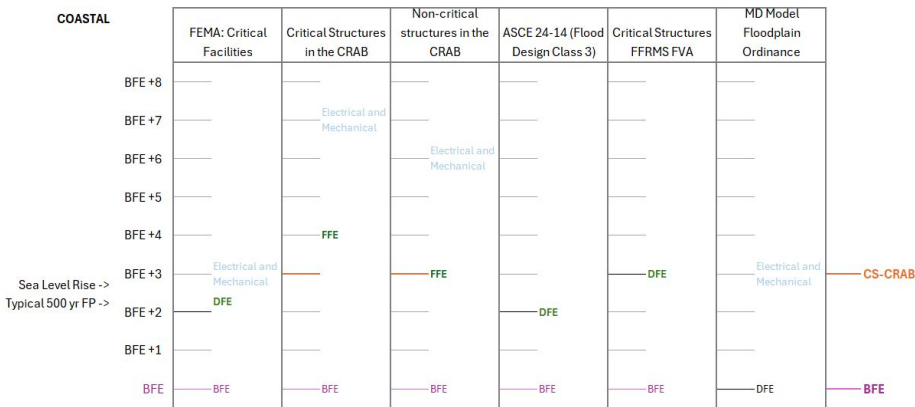 COASTAL
FEMA: Critical
Facilities
Critical Structures
in the CRAB
Non-critical
structures in the
CRAB
ASCE 24-14 (Flood
Design Class 3)
Critical Structures
FFRMS FVA
MD Model
Floodplain
Ordinance
BFE +8
BFE +7
Electrical and
Mechanical
BFE +6
Electrical and
Mechanical
BFE +5
BFE +4
FFE
BFE +3
Electrical and
Mechanical
FFE
DFE
Electrical and
Mechanical
CS-CRAB
Sea Level Rise ->
Typical 500 yr FP ->
DFE
BFE +2
DFE
BFE +1
BFE
BFE
BFE
BFE
BFE
BFE
DFE
BFE